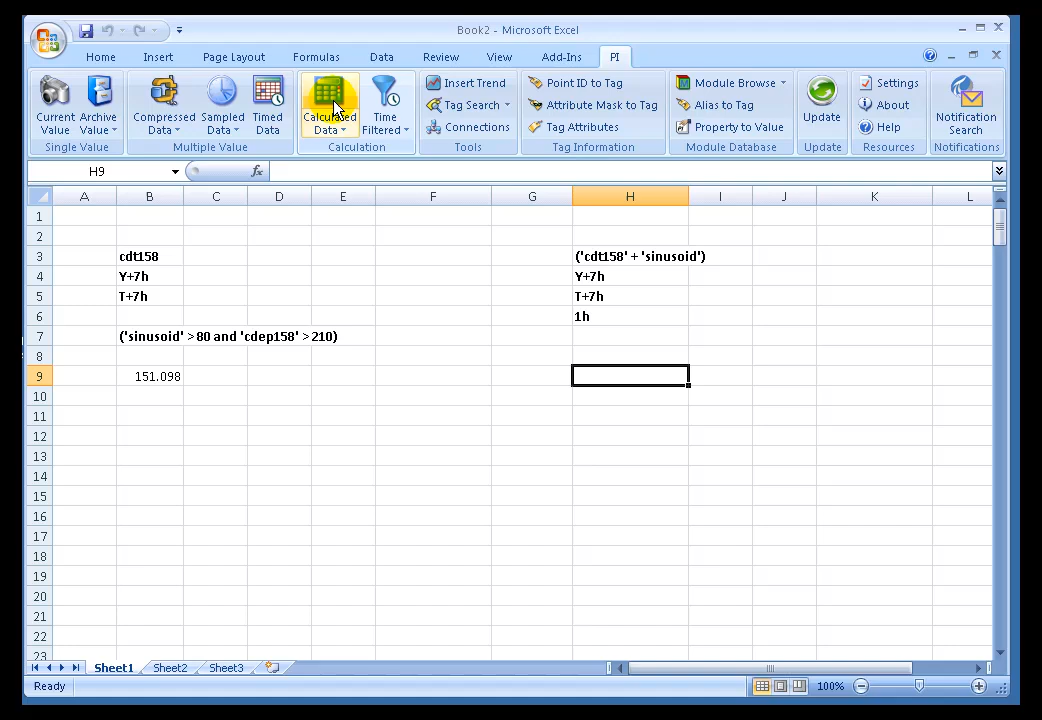 Book2 - Microsoft Excel
Home Insert Page Layout Formulas Data Review View Add-Ins PI
Current Value
Archive Value
Compressed Data
Sampled Data
Timed Data
Calculated Data
Time Filtered
Insert Trend
Tag Search
Connections
Point ID to Tag
Attribute Mask to Tag
Tag Attributes
Module Browse
Alias to Tag
Property to Value
Update
Settings
About
Help
Notification Search
Single Value Multiple Value Calculation Tools Tag Information Module Database Update Resources Notifications
H9 fx
A B C D E F G H I J K L
1
2
3 cdt158 ('cdt158' + 'sinusoid')
4 Y+7h Y+7h
5 T+7h T+7h
6 1h
7 ('sinusoid' > 80 and 'cdep158' > 210)
8
9 151.098
10
11
12
13
14
15
16
17
18
19
20
21
22
23
Sheet1 Sheet2 Sheet3
Ready 100%